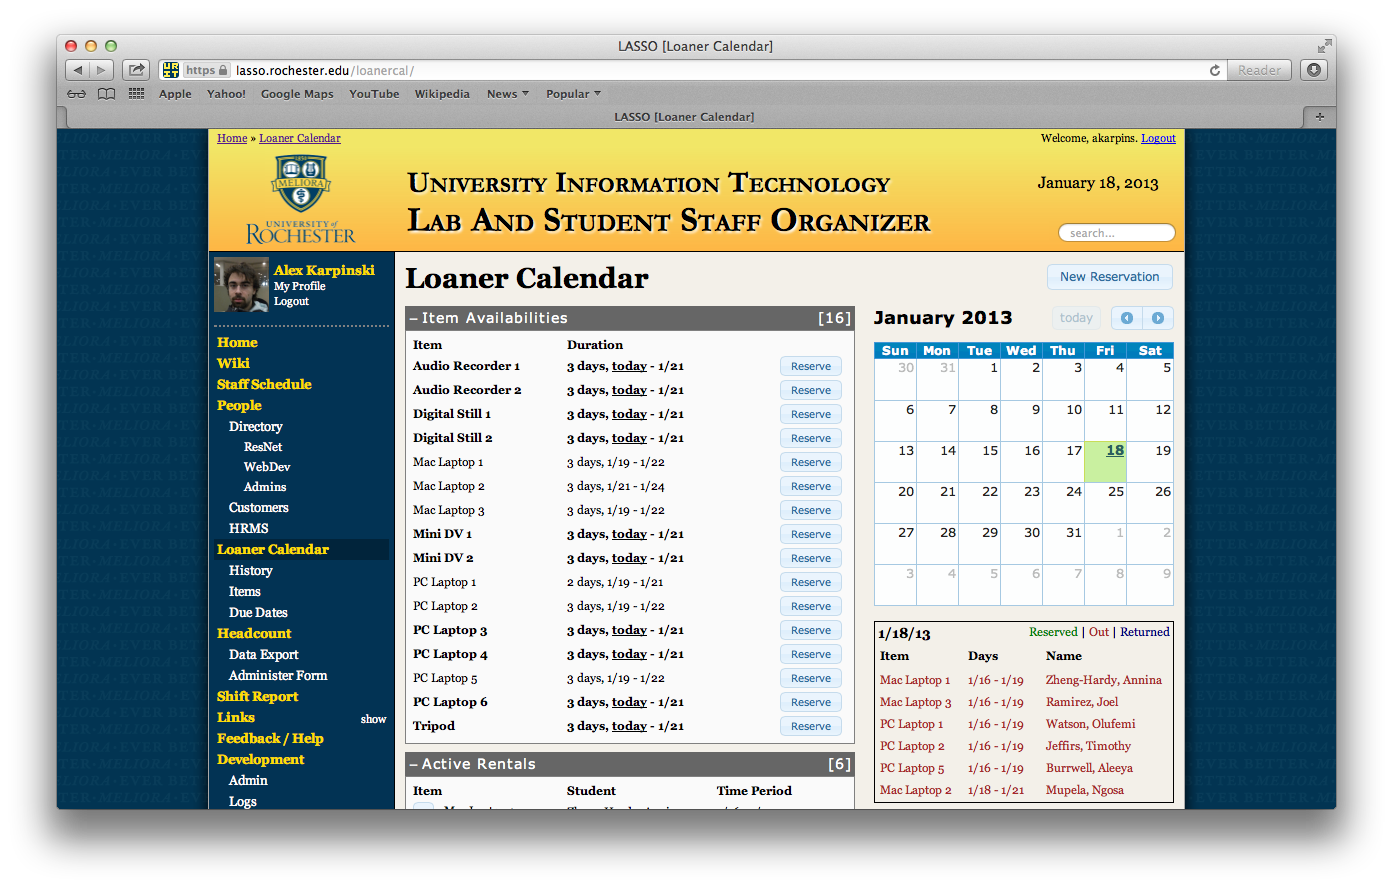 LASSO [Loaner Calendar]
https lasso.rochester.edu/loanercal/ Reader
Apple Yahoo! Google Maps YouTube Wikipedia News Popular
LASSO [Loaner Calendar]
Home » Loaner Calendar
Welcome, akarpins. Logout
MELIORA
UNIVERSITY of
ROCHESTER
University Information Technology
Lab And Student Staff Organizer
January 18, 2013
search...
Alex Karpinski
My Profile
Logout
Home
Wiki
Staff Schedule
People
Directory
ResNet
WebDev
Admins
Customers
HRMS
Loaner Calendar
History
Items
Due Dates
Headcount
Data Export
Administer Form
Shift Report
Links show
Feedback / Help
Development
Admin
Logs
Loaner Calendar
New Reservation
– Item Availabilities [16]
Item Duration
Audio Recorder 1 3 days, today - 1/21 Reserve
Audio Recorder 2 3 days, today - 1/21 Reserve
Digital Still 1 3 days, today - 1/21 Reserve
Digital Still 2 3 days, today - 1/21 Reserve
Mac Laptop 1 3 days, 1/19 - 1/22 Reserve
Mac Laptop 2 3 days, 1/21 - 1/24 Reserve
Mac Laptop 3 3 days, 1/19 - 1/22 Reserve
Mini DV 1 3 days, today - 1/21 Reserve
Mini DV 2 3 days, today - 1/21 Reserve
PC Laptop 1 2 days, 1/19 - 1/21 Reserve
PC Laptop 2 3 days, 1/19 - 1/22 Reserve
PC Laptop 3 3 days, today - 1/21 Reserve
PC Laptop 4 3 days, today - 1/21 Reserve
PC Laptop 5 3 days, 1/19 - 1/22 Reserve
PC Laptop 6 3 days, today - 1/21 Reserve
Tripod 3 days, today - 1/21 Reserve
– Active Rentals [6]
Item Student Time Period
January 2013 today
Sun Mon Tue Wed Thu Fri Sat
30 31 1 2 3 4 5
6 7 8 9 10 11 12
13 14 15 16 17 18 19
20 21 22 23 24 25 26
27 28 29 30 31 1 2
3 4 5 6 7 8 9
1/18/13 Reserved | Out | Returned
Item Days Name
Mac Laptop 1 1/16 - 1/19 Zheng-Hardy, Annina
Mac Laptop 3 1/16 - 1/19 Ramirez, Joel
PC Laptop 1 1/16 - 1/19 Watson, Olufemi
PC Laptop 2 1/16 - 1/19 Jeffirs, Timothy
PC Laptop 5 1/16 - 1/19 Burrwell, Aleeya
Mac Laptop 2 1/18 - 1/21 Mupela, Ngosa